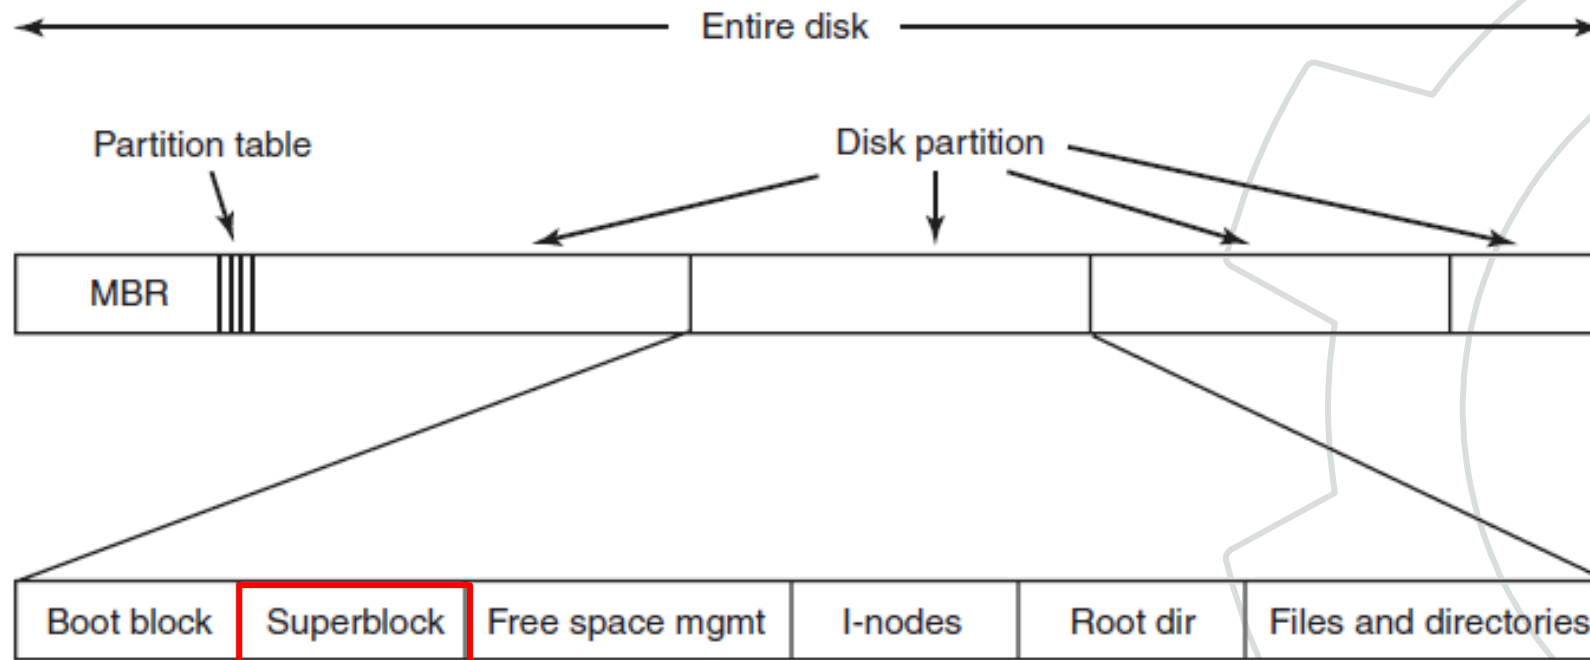 Entire disk
Partition table
Disk partition
MBR
Boot block
Superblock
Free space mgmt
I-nodes
Root dir
Files and directories